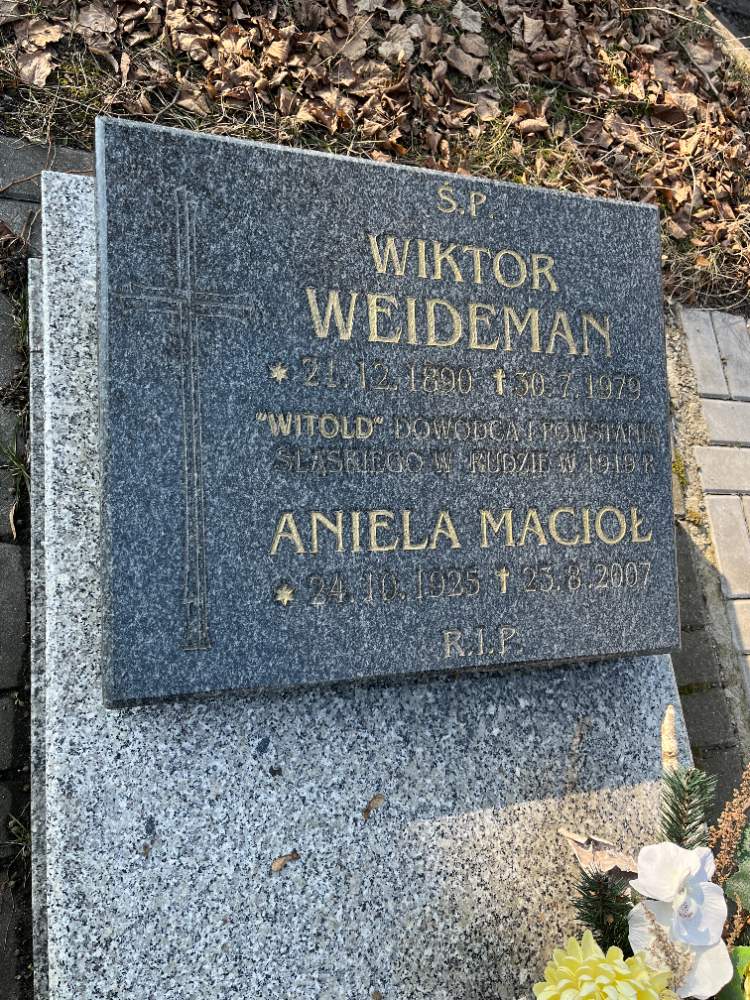 Ś.P.
WIKTOR
WEIDEMAN
* 21.12.1890 † 30.7.1979
"WITOLD" DOWÓDCA I POWSTANIA
ŚLĄSKIEGO W RUDZIE W 1919 R
ANIELA MACIOŁ
* 24.10.1925 † 25.8.2007
R.I.P.